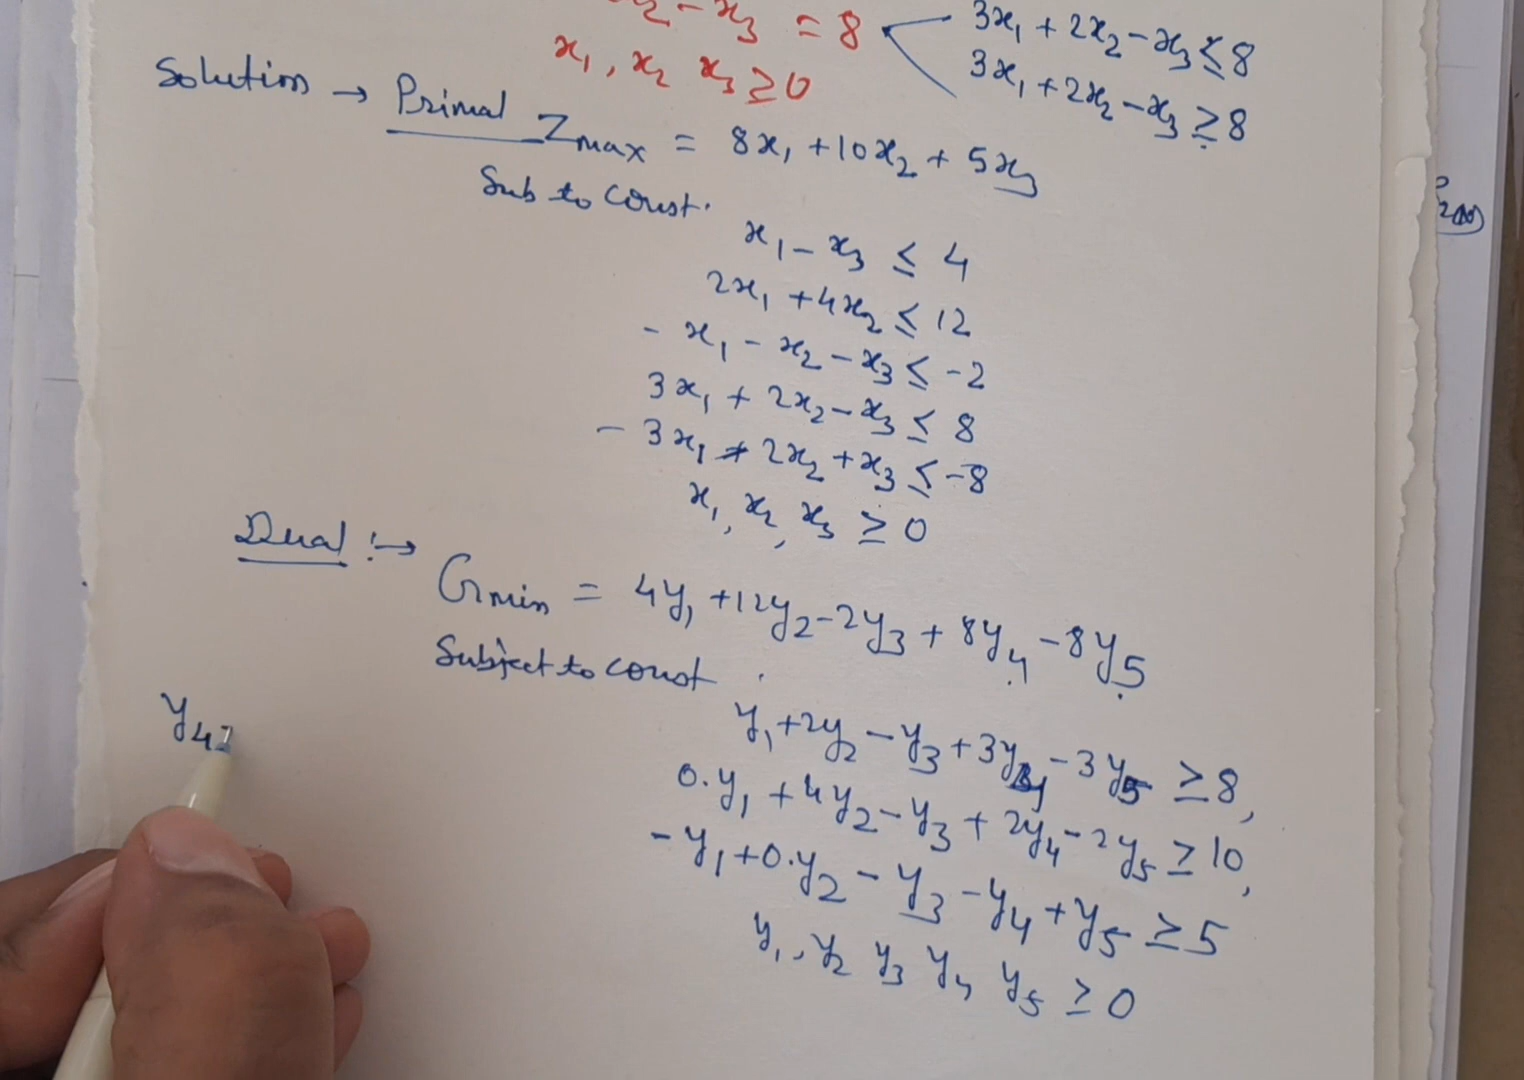 x₂ - x₃ = 8
3x₁ + 2x₂ - x₃ ≤ 8
x₁, x₂ x₃ ≥ 0
3x₁ + 2x₂ - x₃ ≥ 8
Solution → Primal Zmax = 8x₁ + 10x₂ + 5x₃
Sub to const.
x₁ - x₃ ≤ 4
2x₁ + 4x₂ ≤ 12
- x₁ - x₂ - x₃ ≤ -2
3x₁ + 2x₂ - x₃ ≤ 8
- 3x₁ - 2x₂ + x₃ ≤ -8
x₁, x₂, x₃ ≥ 0
Dual :→
Gmin = 4y₁ + 12y₂ - 2y₃ + 8y₄ - 8y₅
Subject to const.
y₁ + 2y₂ - y₃ + 3y₄ - 3y₅ ≥ 8,
0.y₁ + 4y₂ - y₃ + 2y₄ - 2y₅ ≥ 10,
- y₁ + 0.y₂ - y₃ - y₄ + y₅ ≥ 5
y₁, y₂ y₃ y₄ y₅ ≥ 0
y₄